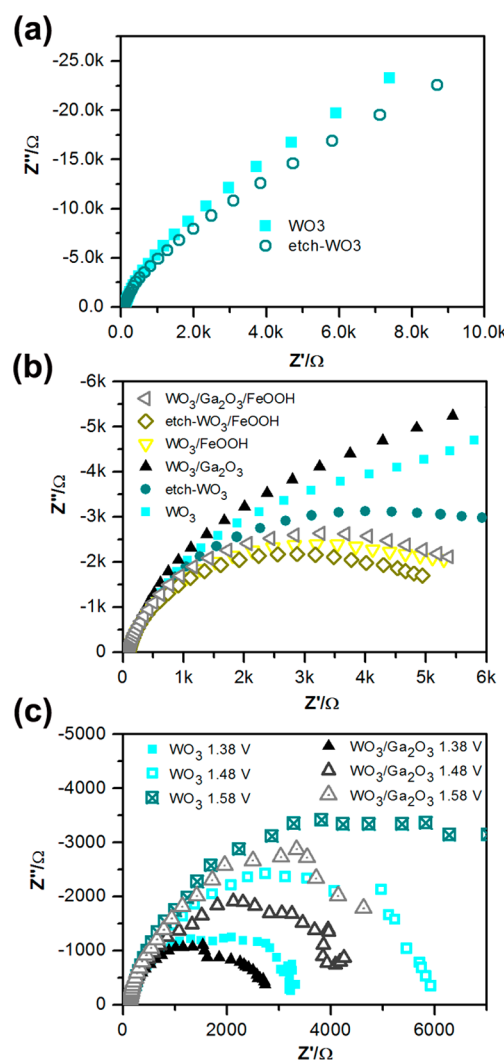 (a)
-25.0k
-20.0k
-15.0k
-10.0k
-5.0k
0.0
Z"/Ω
WO3
etch-WO3
0.0 2.0k 4.0k 6.0k 8.0k 10.0k
Z'/Ω
(b)
-6k
-5k
-4k
-3k
-2k
-1k
0
Z"/Ω
WO3/Ga2O3/FeOOH
etch-WO3/FeOOH
WO3/FeOOH
WO3/Ga2O3
etch-WO3
WO3
0 1k 2k 3k 4k 5k 6k
Z'/Ω
(c)
-5000
-4000
-3000
-2000
-1000
0
Z"/Ω
WO3 1.38 V
WO3 1.48 V
WO3 1.58 V
WO3/Ga2O3 1.38 V
WO3/Ga2O3 1.48 V
WO3/Ga2O3 1.58 V
0 2000 4000 6000
Z'/Ω